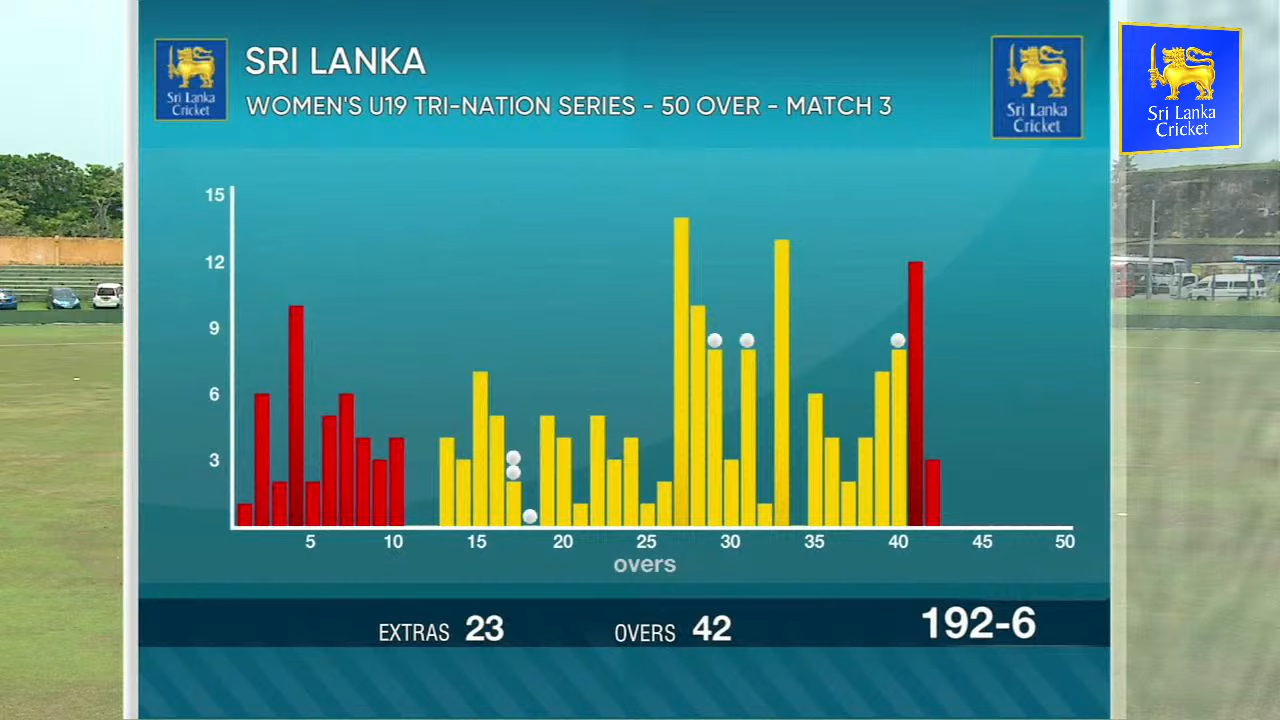 SRI LANKA
WOMEN'S U19 TRI-NATION SERIES - 50 OVER - MATCH 3
Sri Lanka
Cricket
Sri Lanka
Cricket
Sri Lanka
Cricket
15
12
9
6
3
5 10 15 20 25 30 35 40 45 50
overs
EXTRAS 23 OVERS 42 192-6